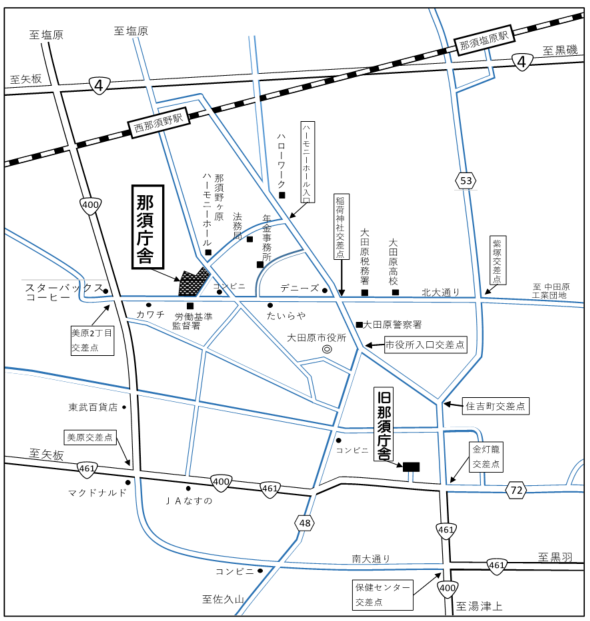 至塩原
至塩原
那須塩原駅
至黒磯
至矢板
4
4
西那須野駅
ハローワーク
ハーモニーホール入口
53
400
那須庁舎
那須野ヶ原
ハーモニーホール
法務局
年金事務所
稲荷神社交差点
大田原税務署
大田原高校
紫塚交差点
スターバックス
コーヒー
コンビニ
デニーズ
北大通り
至 中田原
工業団地
カワチ
労働基準
監督署
たいらや
大田原警察署
美原2丁目
交差点
大田原市役所
市役所入口交差点
東武百貨店
旧那須庁舎
住吉町交差点
美原交差点
コンビニ
金灯籠
交差点
至矢板
461
400
461
72
マクドナルド
JAなすの
48
461
南大通り
至黒羽
461
コンビニ
保健センター
交差点
400
至佐久山
至湯津上